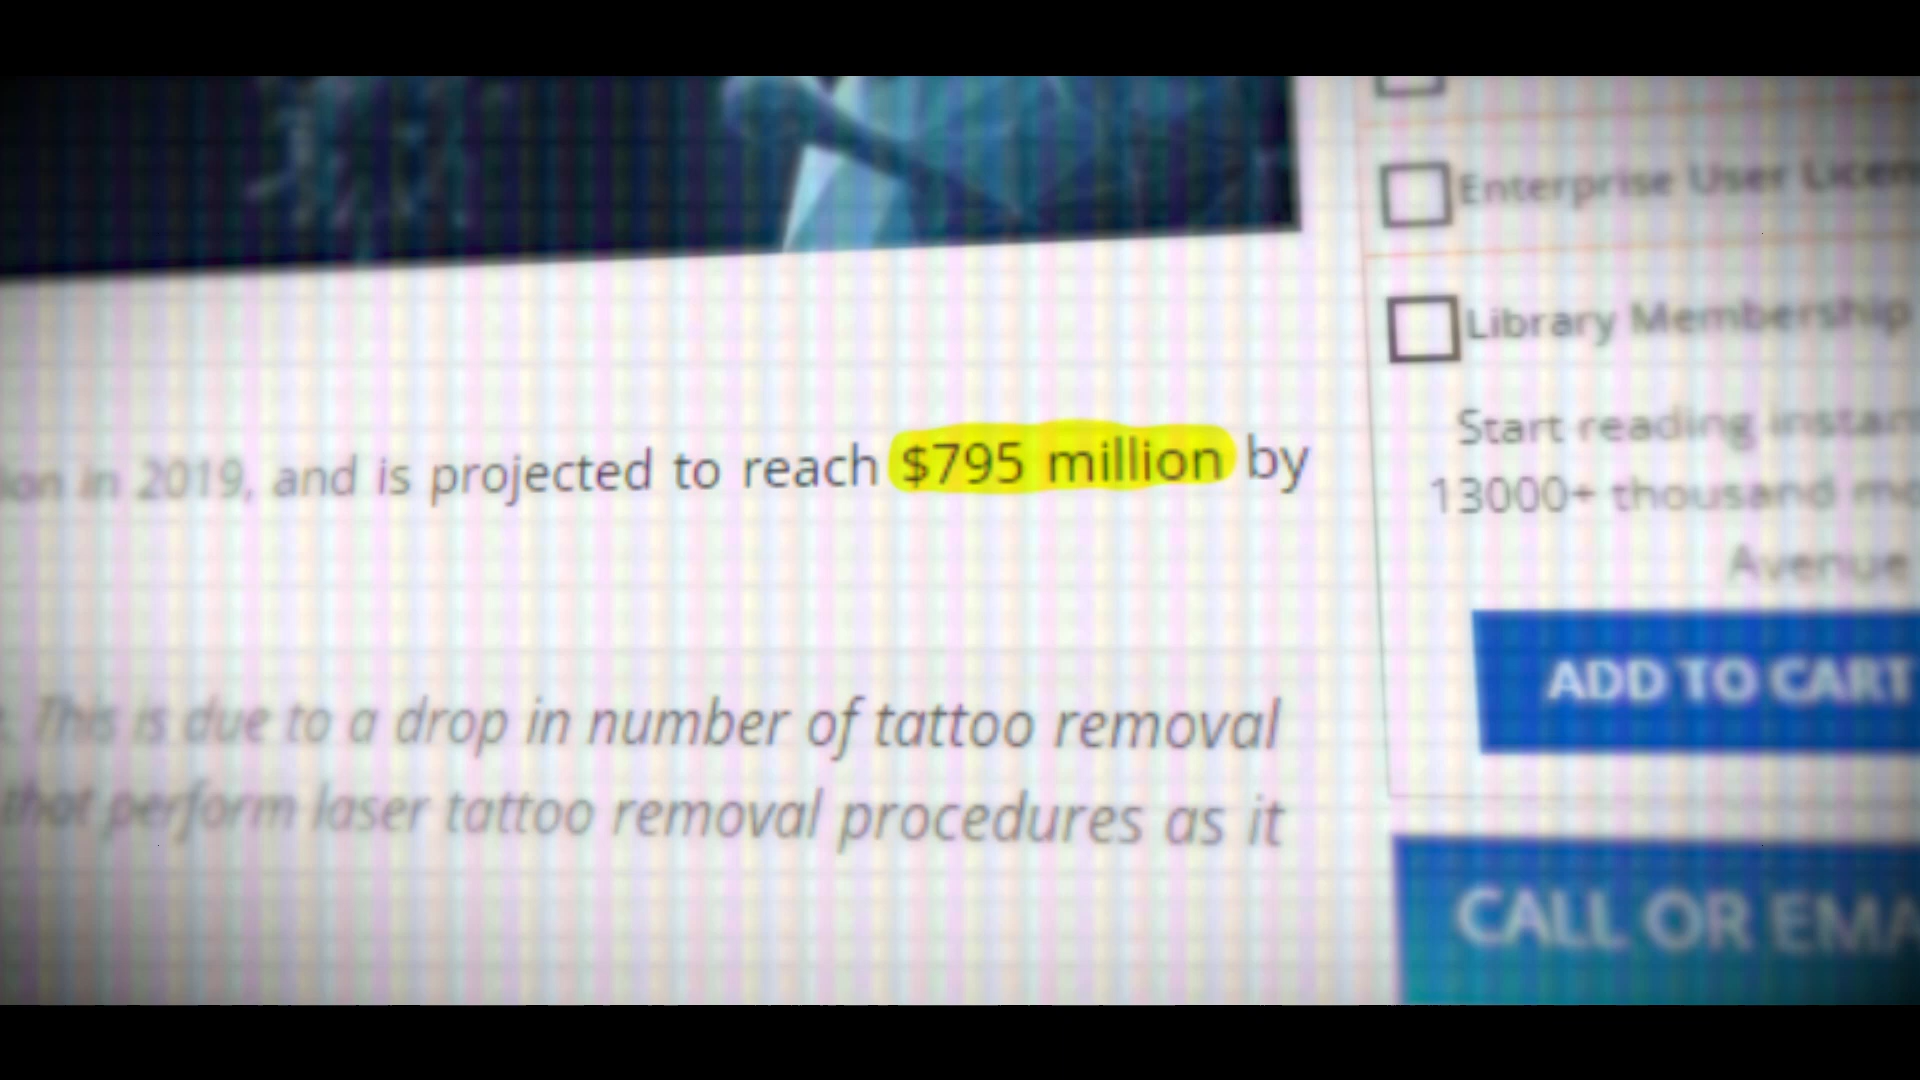 in 2019, and is projected to reach $795 million by
This is due to a drop in number of tattoo removal
that perform laser tattoo removal procedures as it
Enterprise User
Library Membership
Start reading
13000+ thousand
Avenue
ADD TO CART
CALL OR